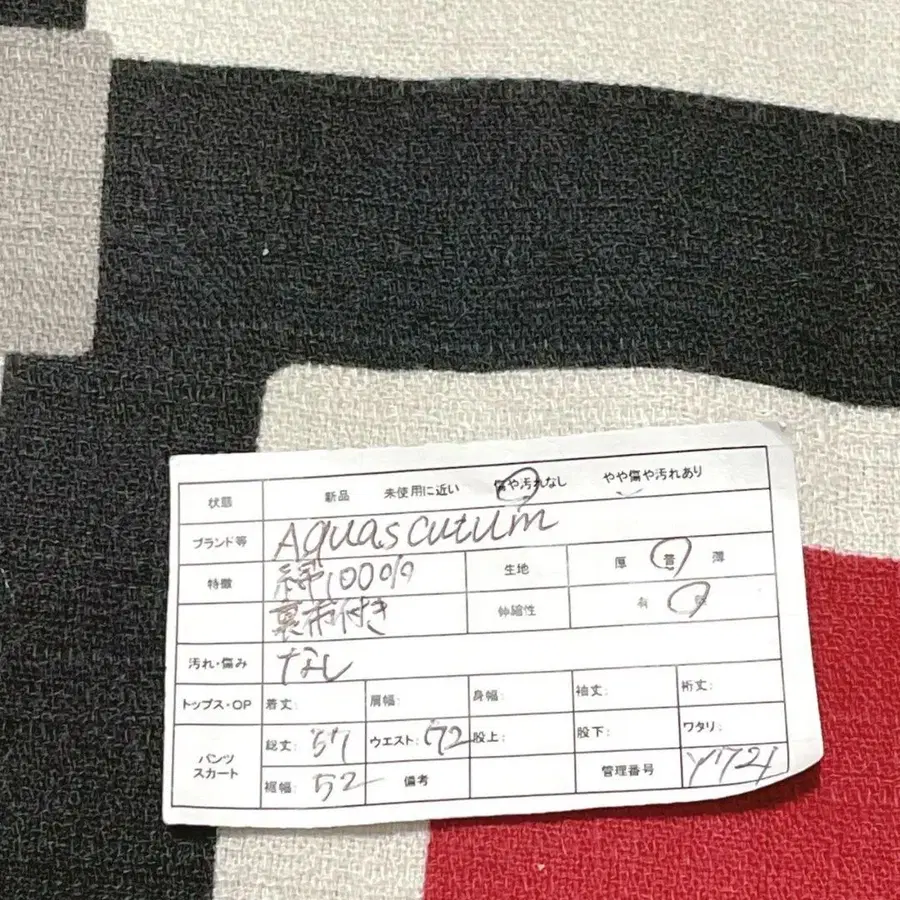 状態 新品 未使用に近い 傷や汚れなし やや傷や汚れあり
ブランド等 Aquascutum
特徴 綿100% 生地 厚 普 薄
裏布付き 伸縮性 有
汚れ・傷み なし
トップス・OP 着丈: 肩幅: 身幅: 袖丈: 裄丈:
パンツ スカート 総丈: 57 ウエスト: 72 股上: 股下: ワタリ:
裾幅: 52 備考 管理番号 Y1721